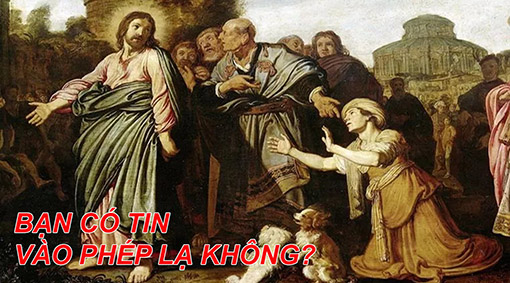 BẠN CÓ TIN
VÀO PHÉP LẠ KHÔNG?